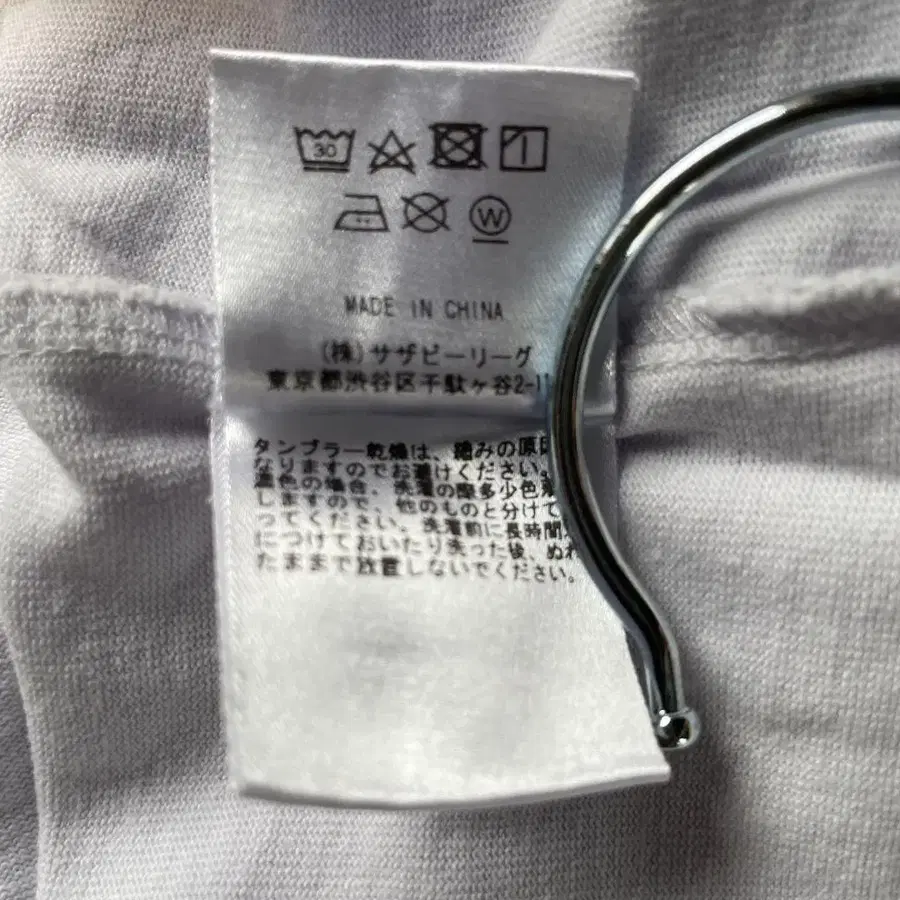 30
W
MADE IN CHINA
(株)サザビーリーグ
東京都渋谷区千駄ヶ谷2-11
タンブラー乾燥は、縮みの原因
なりますのでお避けください。
濃色の場合、洗濯の際多少色落
しますので、他のものと分けて
ってください。洗濯前に長時間
につけておいたり洗った後、ぬれ
たままで放置しないでください。